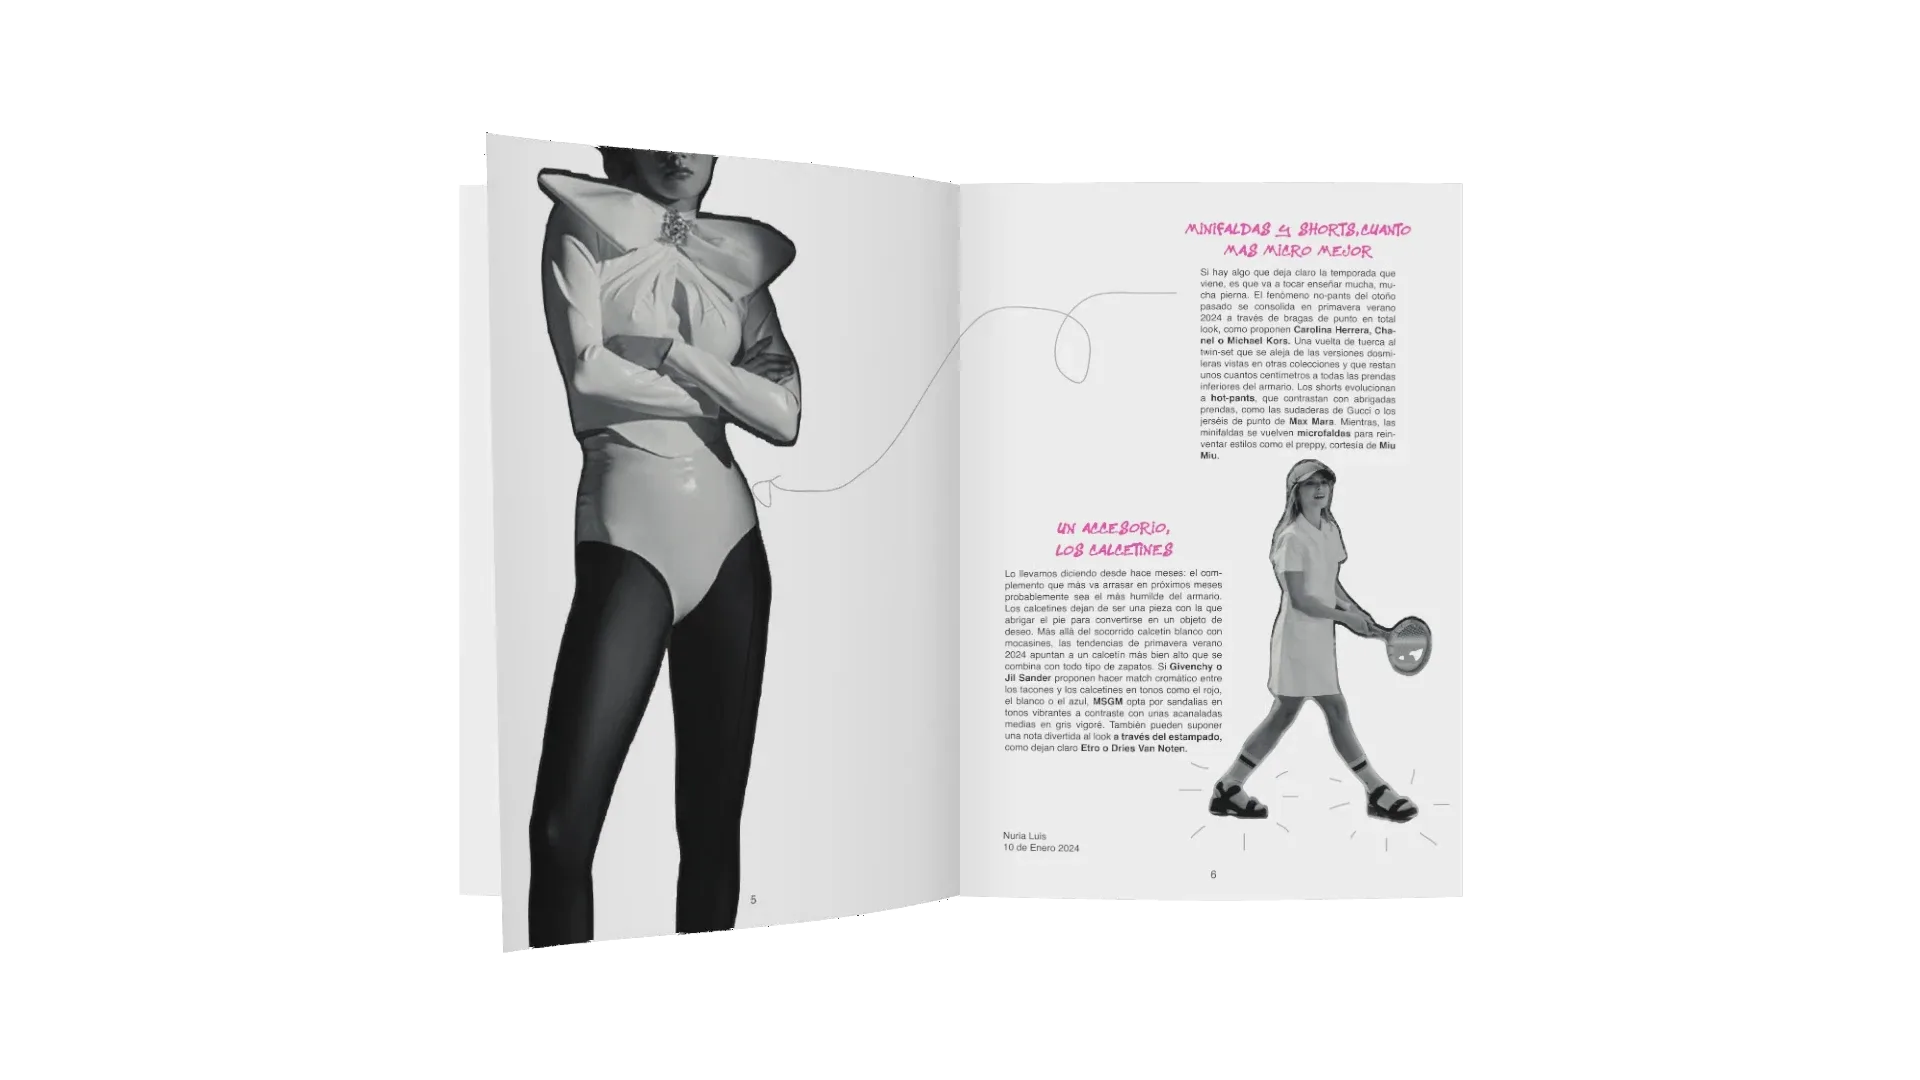 MINIFALDAS Y SHORTS,CUANTO
MAS MICRO MEJOR
Si hay algo que deja claro la temporada que
viene, es que va a tocar enseñar mucha, mu-
cha pierna. El fenómeno no-pants del otoño
pasado se consolida en primavera verano
2024 a través de bragas de punto en total
look, como proponen Carolina Herrera, Cha-
nel o Michael Kors. Una vuelta de tuerca al
twin-set que se aleja de las versiones dosmi-
leras vistas en otras colecciones y que restan
unos cuantos centímetros a todas las prendas
inferiores del armario. Los shorts evolucionan
a hot-pants, que contrastan con abrigadas
prendas, como las sudaderas de Gucci o los
jerséis de punto de Max Mara. Mientras, las
minifaldas se vuelven microfaldas para rein-
ventar estilos como el preppy, cortesía de Miu
Miu.
UN ACCESORIO,
LOS CALCETINES
Lo llevamos diciendo desde hace meses: el com-
plemento que más va arrasar en próximos meses
probablemente sea el más humilde del armario.
Los calcetines dejan de ser una pieza con la que
abrigar el pie para convertirse en un objeto de
deseo. Más allá del socorrido calcetín blanco con
mocasines, las tendencias de primavera verano
2024 apuntan a un calcetín más bien alto que se
combina con todo tipo de zapatos. Si Givenchy o
Jil Sander proponen hacer match cromático entre
los tacones y los calcetines en tonos como el rojo,
el blanco o el azul, MSGM opta por sandalias en
tonos vibrantes a contraste con unas acanaladas
medias en gris vigoré. También pueden suponer
una nota divertida al look a través del estampado,
como dejan claro Etro o Dries Van Noten.
Nuria Luis
10 de Enero 2024
5
6